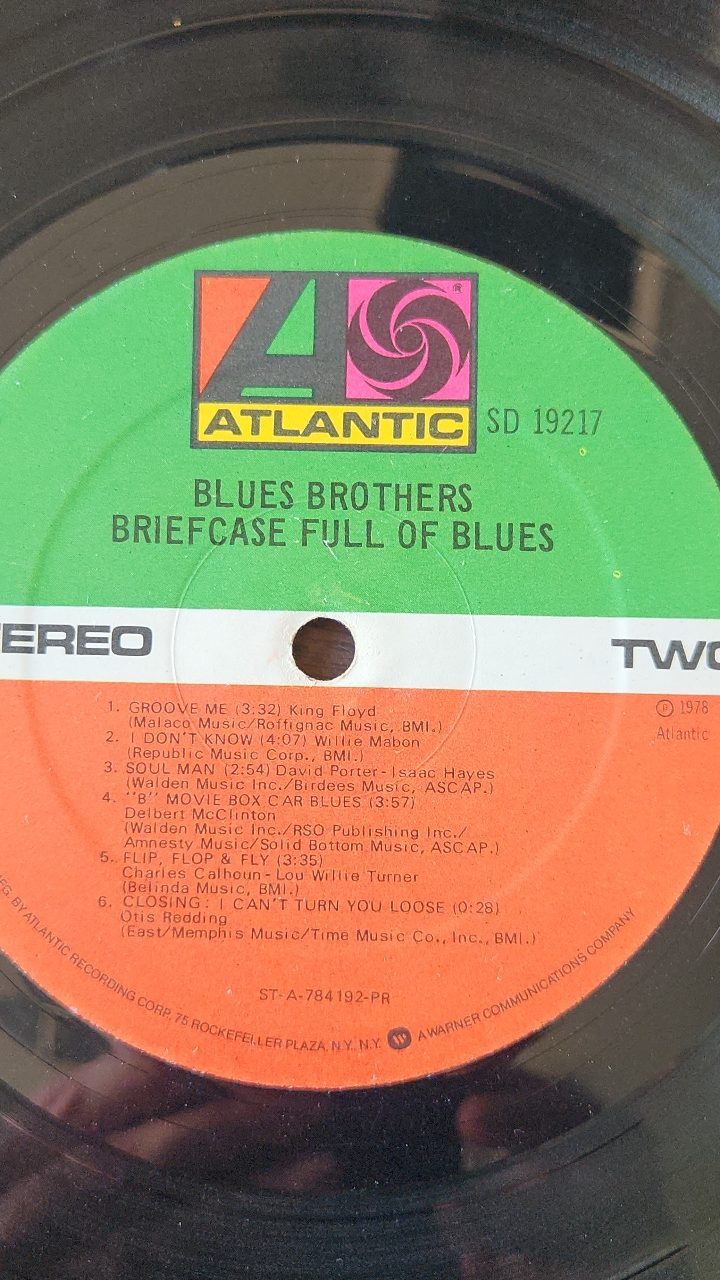 ATLANTIC
®
SD 19217
BLUES BROTHERS
BRIEFCASE FULL OF BLUES
TEREO
TWO
1. GROOVE ME (3:32) King Floyd
(Malaco Music/Roffignac Music, BMI.)
2. I DON'T KNOW (4:07) Willie Mabon
(Republic Music Corp., BMI.)
3. SOUL MAN (2:54) David Porter-Isaac Hayes
(Walden Music Inc./Birdees Music, ASCAP.)
4. "B" MOVIE BOX CAR BLUES (3:57)
Delbert McClinton
(Walden Music Inc./RSO Publishing Inc./
Amnesty Music/Solid Bottom Music, ASCAP.)
5. FLIP, FLOP & FLY (3:35)
Charles Calhoun-Lou Willie Turner
(Belinda Music, BMI.)
6. CLOSING: I CAN'T TURN YOU LOOSE (0:28)
Otis Redding
(East/Memphis Music/Time Music Co., Inc., BMI.)
℗ 1978
Atlantic
ST-A-784192-PR
MFG. BY ATLANTIC RECORDING CORP. 75 ROCKEFELLER PLAZA, N.Y. N.Y. A WARNER COMMUNICATIONS COMPANY